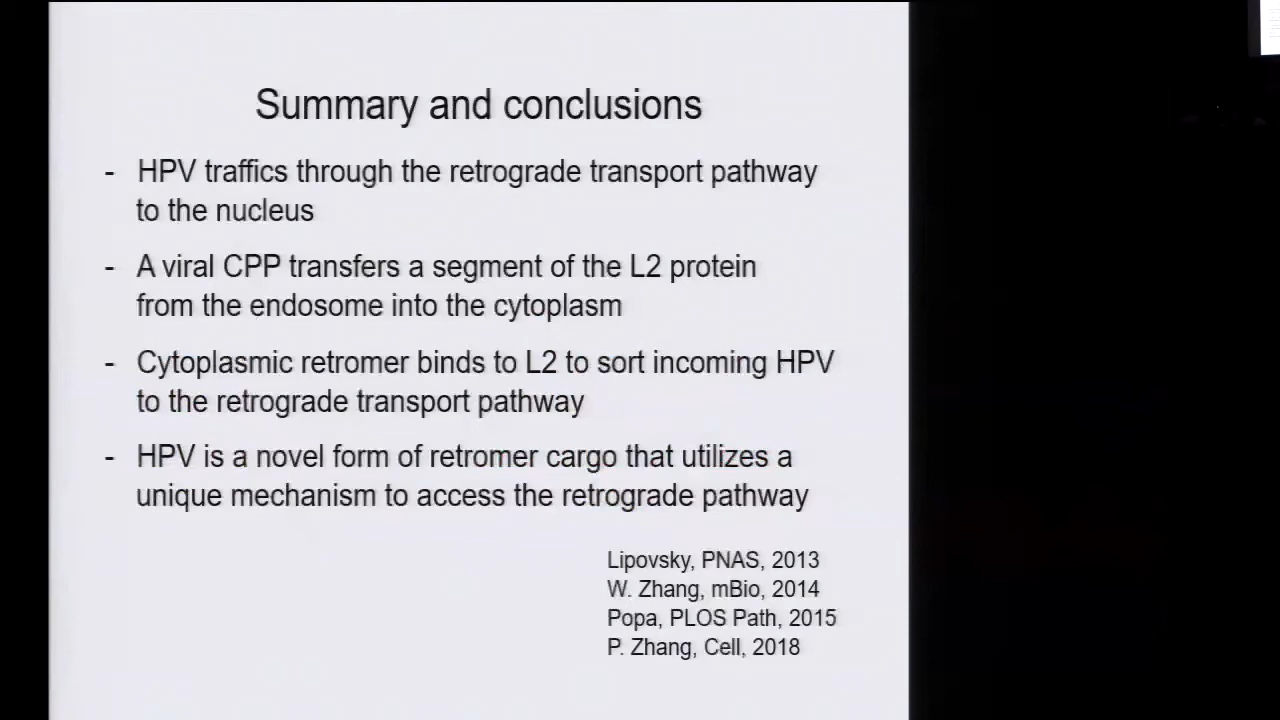 Summary and conclusions
- HPV traffics through the retrograde transport pathway
to the nucleus
- A viral CPP transfers a segment of the L2 protein
from the endosome into the cytoplasm
- Cytoplasmic retromer binds to L2 to sort incoming HPV
to the retrograde transport pathway
- HPV is a novel form of retromer cargo that utilizes a
unique mechanism to access the retrograde pathway
Lipovsky, PNAS, 2013
W. Zhang, mBio, 2014
Popa, PLOS Path, 2015
P. Zhang, Cell, 2018